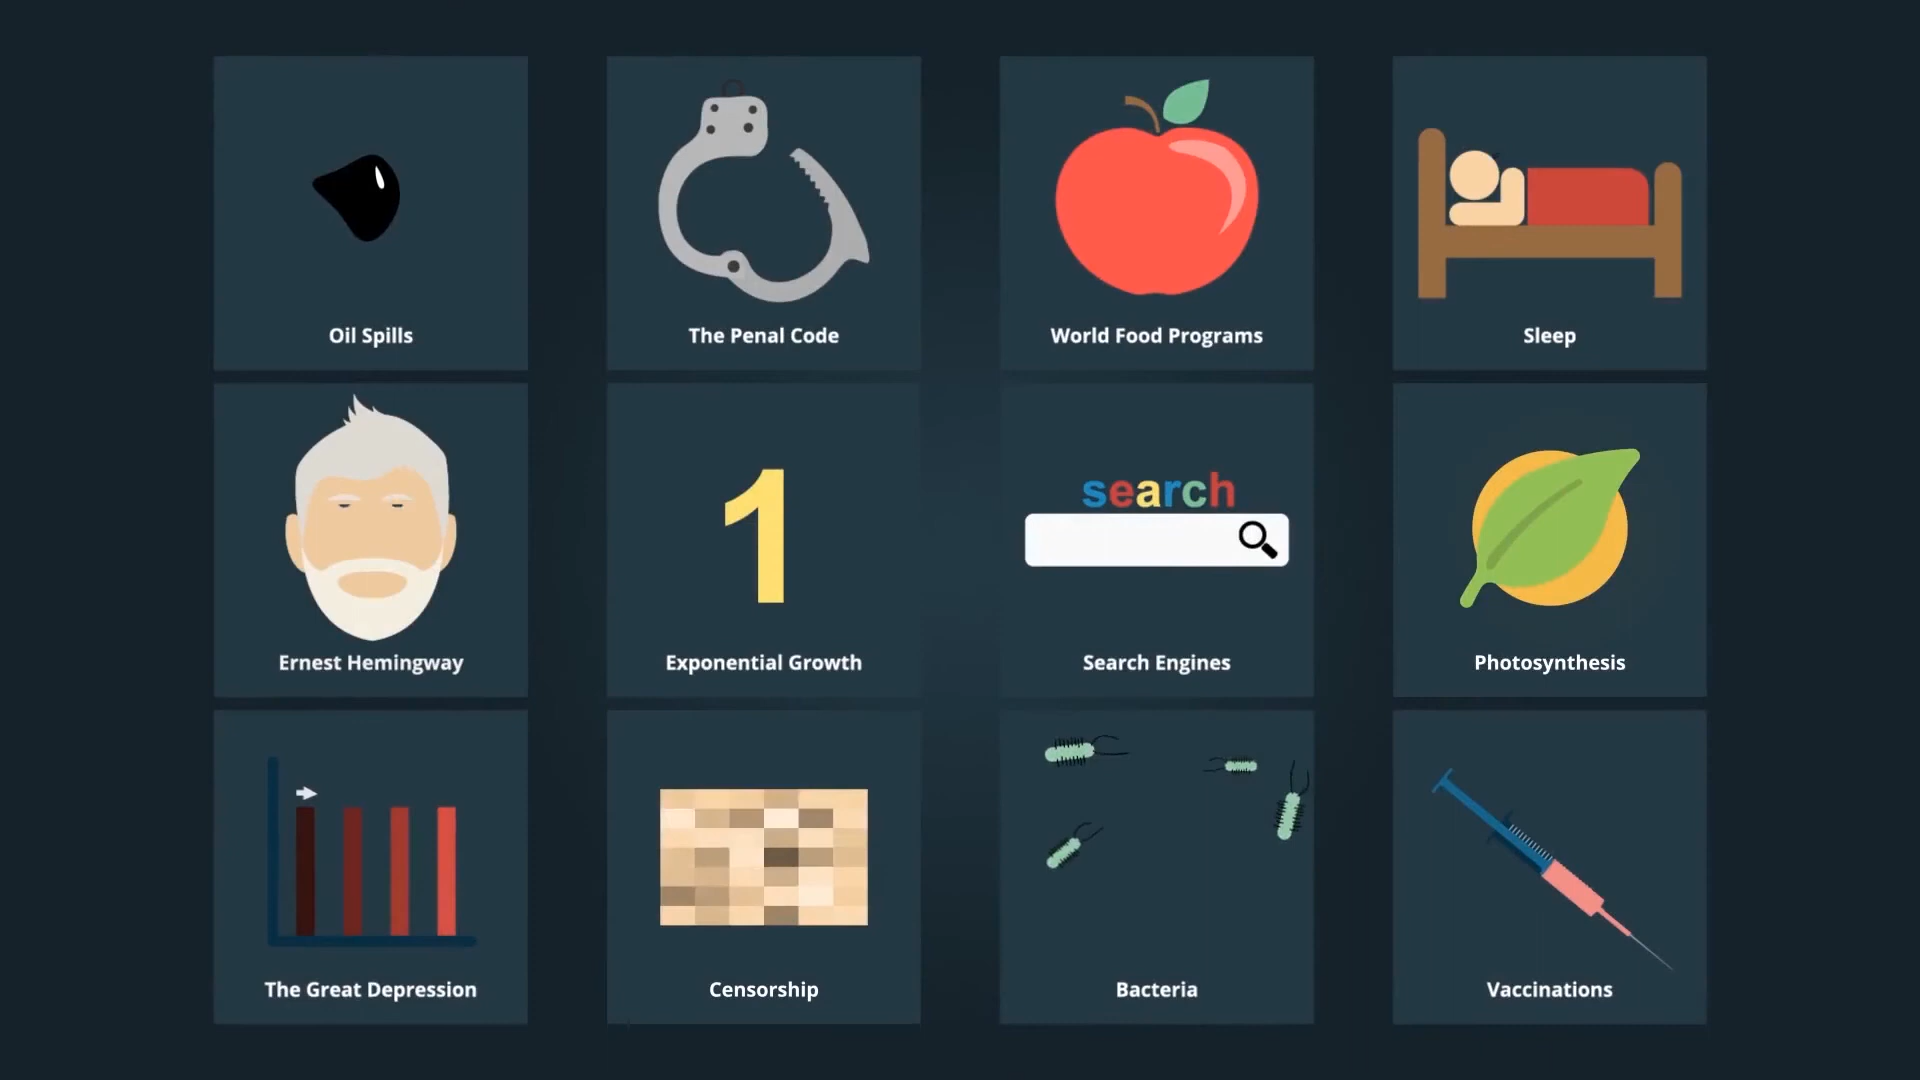 Oil Spills
The Penal Code
World Food Programs
Sleep
Ernest Hemingway
1
Exponential Growth
search
Search Engines
Photosynthesis
The Great Depression
Censorship
Bacteria
Vaccinations